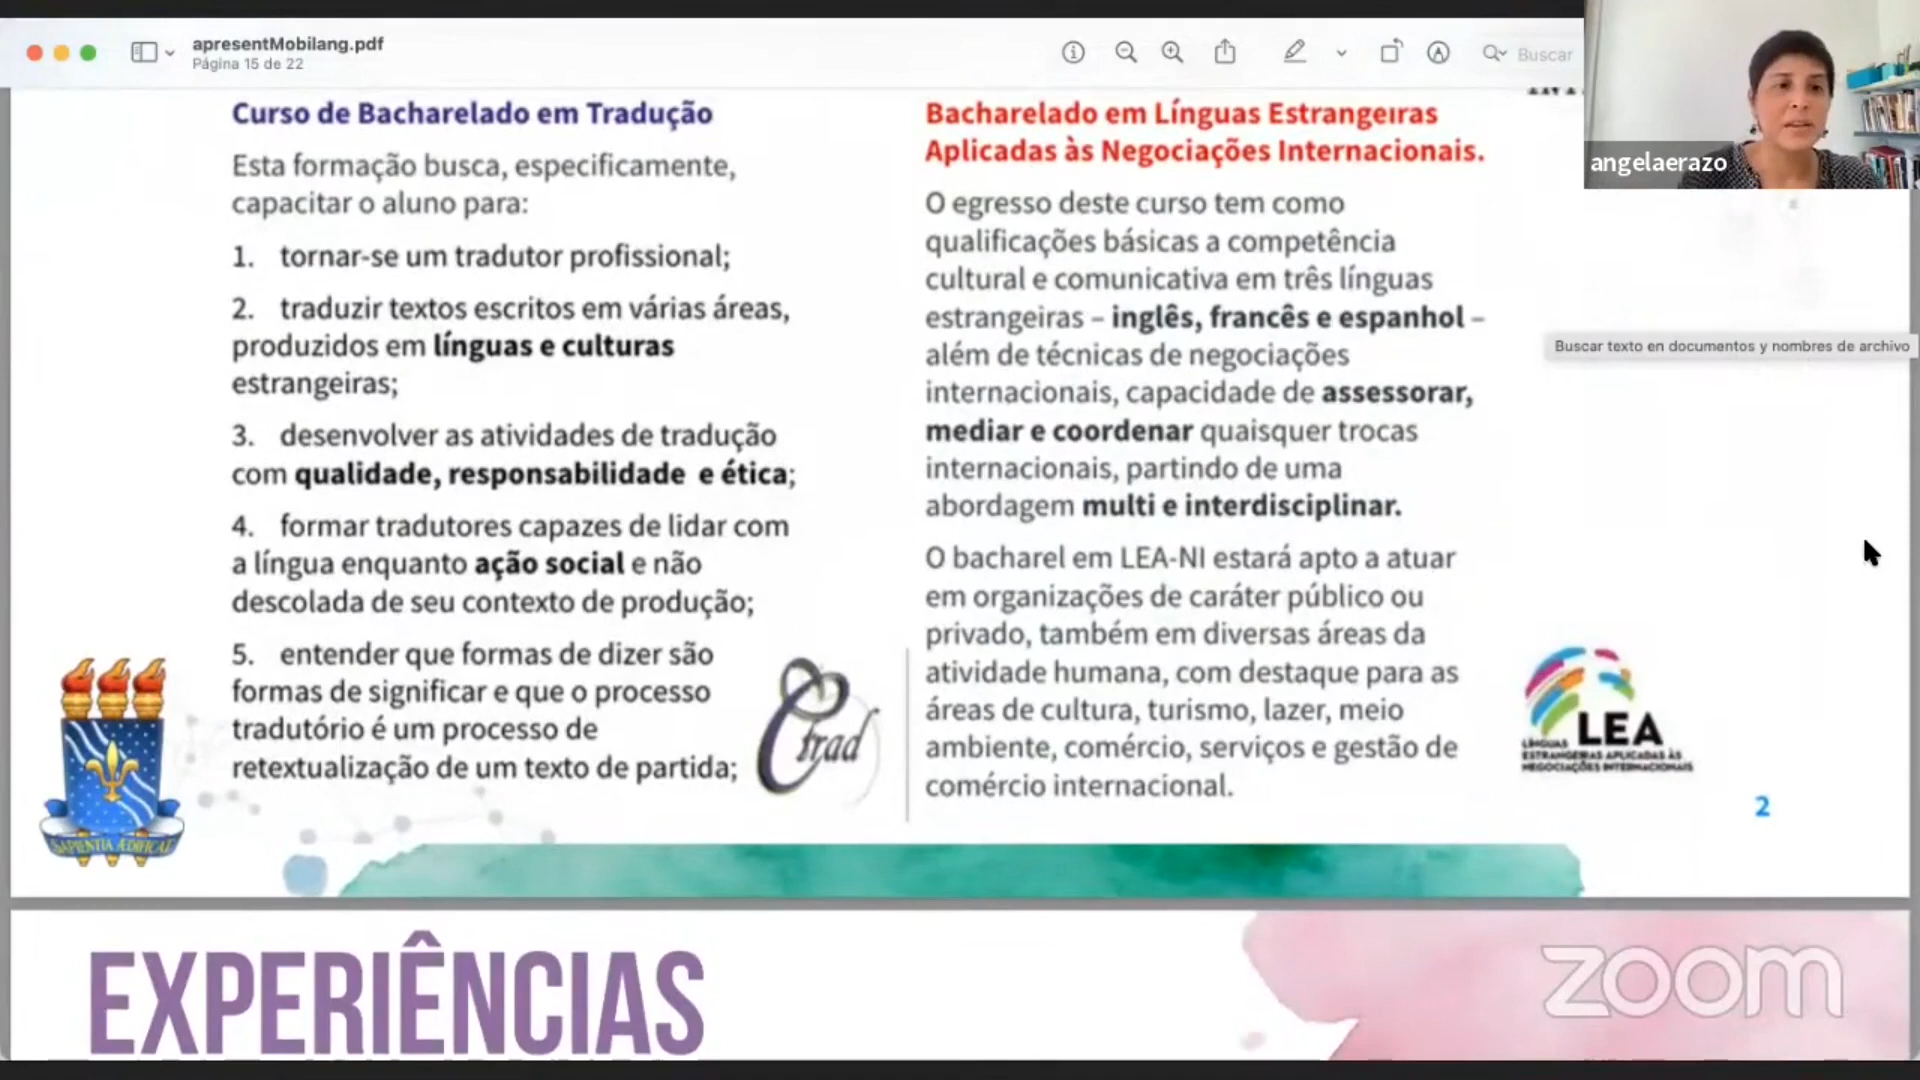 apresentMobilang.pdf
Página 15 de 22
Buscar
angelaerazo
Curso de Bacharelado em Tradução
Esta formação busca, especificamente,
capacitar o aluno para:
1. tornar-se um tradutor profissional;
2. traduzir textos escritos em várias áreas,
produzidos em línguas e culturas
estrangeiras;
3. desenvolver as atividades de tradução
com qualidade, responsabilidade e ética;
4. formar tradutores capazes de lidar com
a língua enquanto ação social e não
descolada de seu contexto de produção;
5. entender que formas de dizer são
formas de significar e que o processo
tradutório é um processo de
retextualização de um texto de partida;
SAPIENTIA ÆDIFICAT
Ctrad
Bacharelado em Línguas Estrangeiras
Aplicadas às Negociações Internacionais.
O egresso deste curso tem como
qualificações básicas a competência
cultural e comunicativa em três línguas
estrangeiras – inglês, francês e espanhol –
além de técnicas de negociações
internacionais, capacidade de assessorar,
mediar e coordenar quaisquer trocas
internacionais, partindo de uma
abordagem multi e interdisciplinar.
O bacharel em LEA-NI estará apto a atuar
em organizações de caráter público ou
privado, também em diversas áreas da
atividade humana, com destaque para as
áreas de cultura, turismo, lazer, meio
ambiente, comércio, serviços e gestão de
comércio internacional.
Buscar texto en documentos y nombres de archivo
LEA
LÍNGUAS
ESTRANGEIRAS APLICADAS ÀS
NEGOCIAÇÕES INTERNACIONAIS
2
EXPERIÊNCIAS
zoom